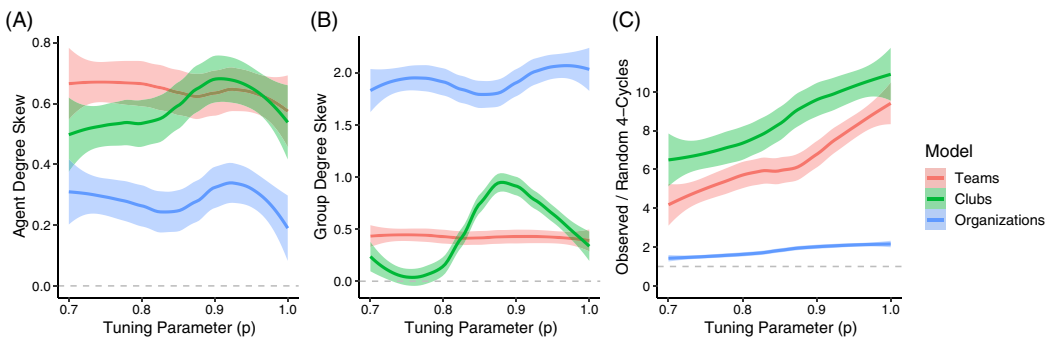 (A)
Agent Degree Skew
0.8
0.6
0.4
0.2
0.0
0.7
0.8
0.9
1.0
Tuning Parameter (p)
(B)
Group Degree Skew
2.0
1.5
1.0
0.5
0.0
0.7
0.8
0.9
1.0
Tuning Parameter (p)
(C)
Observed / Random 4−Cycles
10
8
6
4
2
0
0.7
0.8
0.9
1.0
Tuning Parameter (p)
Model
Teams
Clubs
Organizations